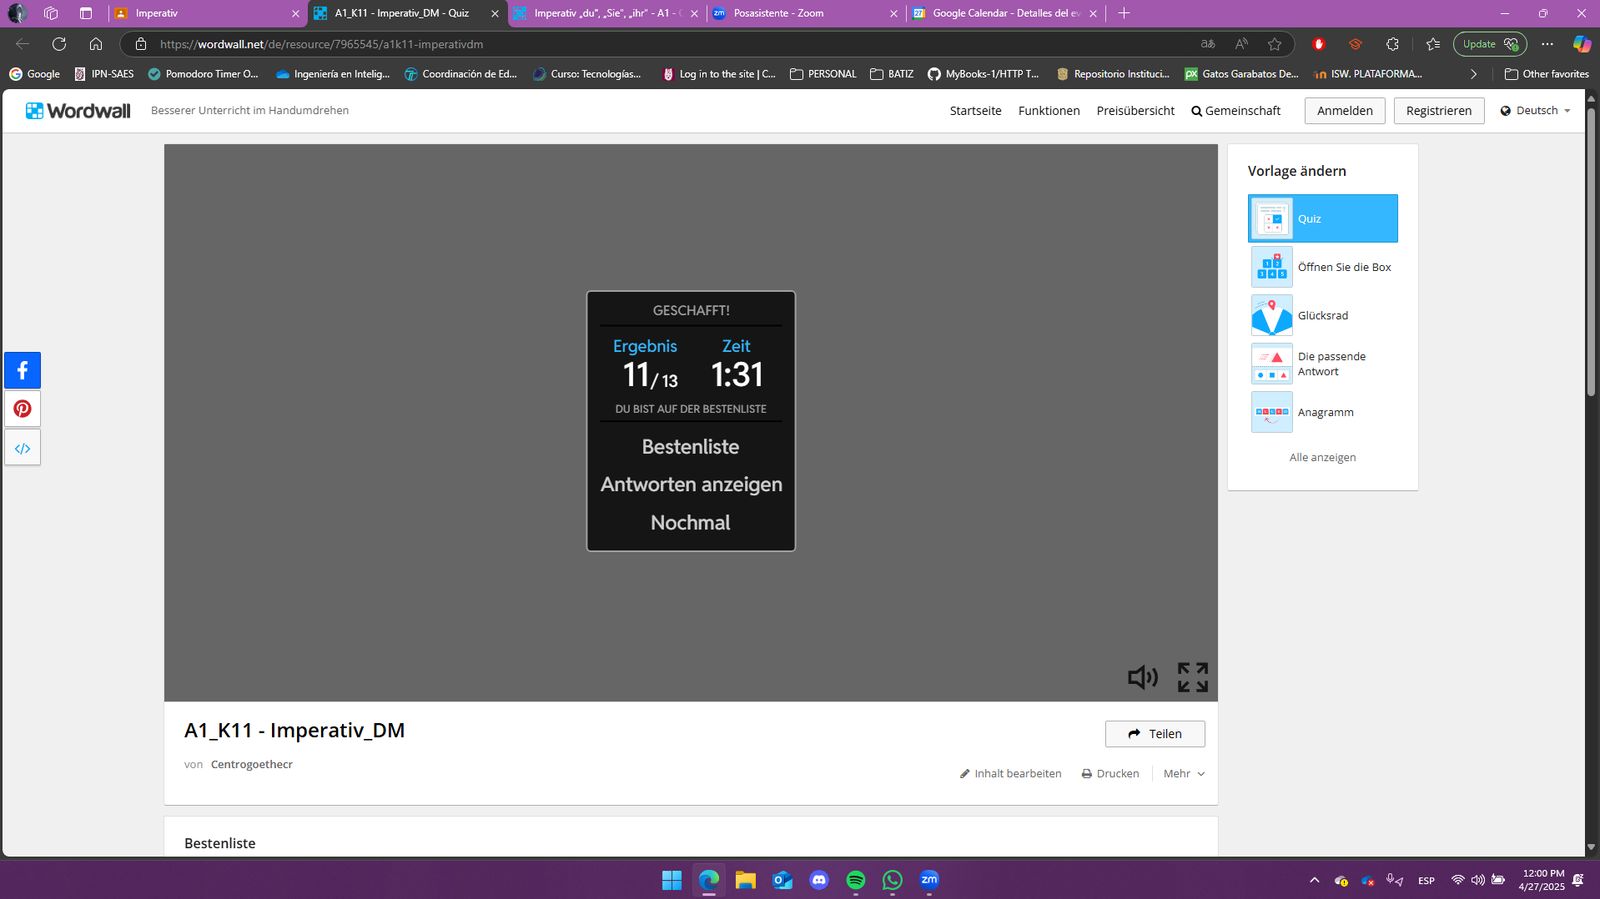 Imperativ
A1_K11 - Imperativ_DM - Quiz
Imperativ „du", „Sie", „ihr" - A1 -
Posasistente - Zoom
Google Calendar - Detalles del ev
https://wordwall.net/de/resource/7965545/a1k11-imperativdm
Update
Google
IPN-SAES
Pomodoro Timer O...
Ingeniería en Intelig...
Coordinación de Ed...
Curso: Tecnologías...
Log in to the site | C...
PERSONAL
BATIZ
MyBooks-1/HTTP T...
Repositorio Instituci...
Gatos Garabatos De...
ISW. PLATAFORMA...
Other favorites
Wordwall
Besserer Unterricht im Handumdrehen
Startseite
Funktionen
Preisübersicht
Gemeinschaft
Anmelden
Registrieren
Deutsch
GESCHAFFT!
Ergebnis Zeit
11/ 13 1:31
DU BIST AUF DER BESTENLISTE
Bestenliste
Antworten anzeigen
Nochmal
Vorlage ändern
Quiz
Öffnen Sie die Box
Glücksrad
Die passende
Antwort
Anagramm
Alle anzeigen
A1_K11 - Imperativ_DM
Teilen
von Centrogoethecr
Inhalt bearbeiten
Drucken
Mehr
Bestenliste
ESP
12:00 PM
4/27/2025